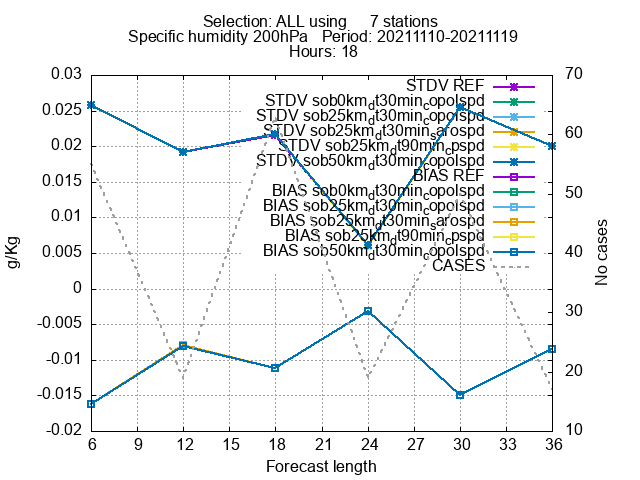 Selection: ALL using 7 stations
Specific humidity 200hPa Period: 20211110-20211119
Hours: 18
0.03
0.025
0.02
0.015
0.01
0.005
0
-0.005
-0.01
-0.015
-0.02
g/Kg
STDV REF
STDV sob0km_dt30min_copolspd
STDV sob25km_dt30min_copolspd
STDV sob25km_dt30min_sarospd
STDV sob25km_dt90min_cpspd
STDV sob50km_dt30min_copolspd
BIAS REF
BIAS sob0km_dt30min_copolspd
BIAS sob25km_dt30min_copolspd
BIAS sob25km_dt30min_sarospd
BIAS sob25km_dt90min_cpspd
BIAS sob50km_dt30min_copolspd
CASES
70
60
50
40
30
20
10
No cases
6 9 12 15 18 21 24 27 30 33 36
Forecast length